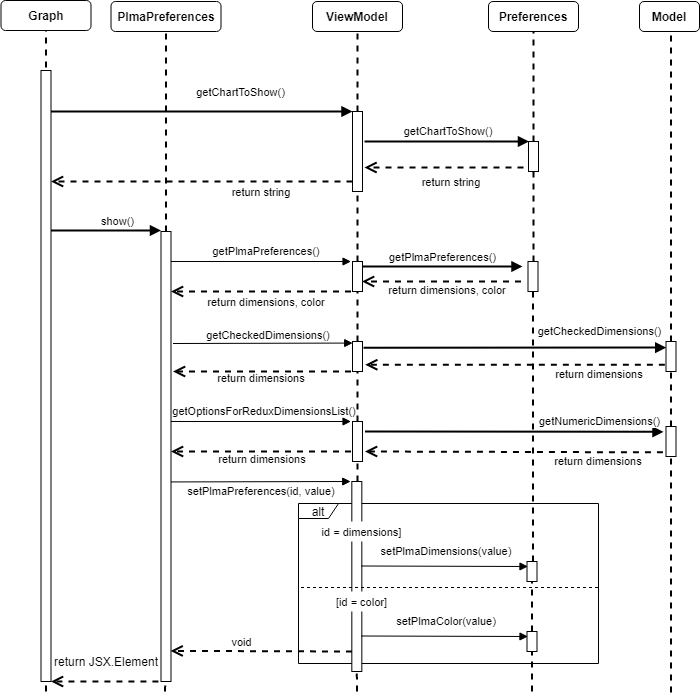 Graph
PlmaPreferences
ViewModel
Preferences
Model
getChartToShow()
getChartToShow()
return string
return string
show()
getPlmaPreferences()
getPlmaPreferences()
return dimensions, color
return dimensions, color
getCheckedDimensions()
getCheckedDimensions()
return dimensions
return dimensions
getOptionsForReduxDimensionsList()
getNumericDimensions()
return dimensions
return dimensions
setPlmaPreferences(id, value)
alt
id = dimensions]
setPlmaDimensions(value)
[id = color]
setPlmaColor(value)
void
return JSX.Element